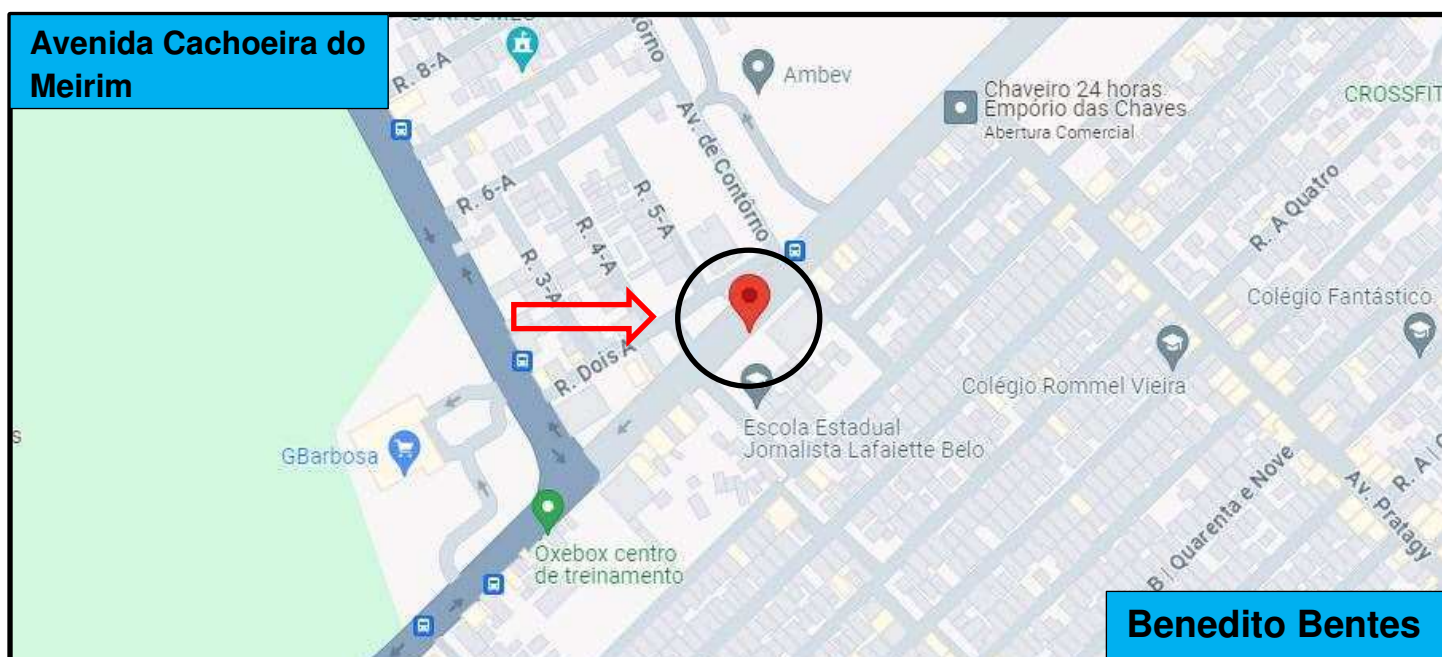 Avenida Cachoeira do
Meirim
R. 8-A
Av. de Contôrno
Ambev
Chaveiro 24 horas
Empório das Chaves
Abertura Comercial
CROSSFIT
R. 6-A
R. 5-A
R. 4-A
R. 3-A
R. A Quatro
Colégio Fantástico
R. Dois A
Colégio Rommel Vieira
Escola Estadual
Jornalista Lafaiette Belo
GBarbosa
Oxebox centro
de treinamento
B | Quarenta e Nove
Av. Pratagy
R. A |
Benedito Bentes